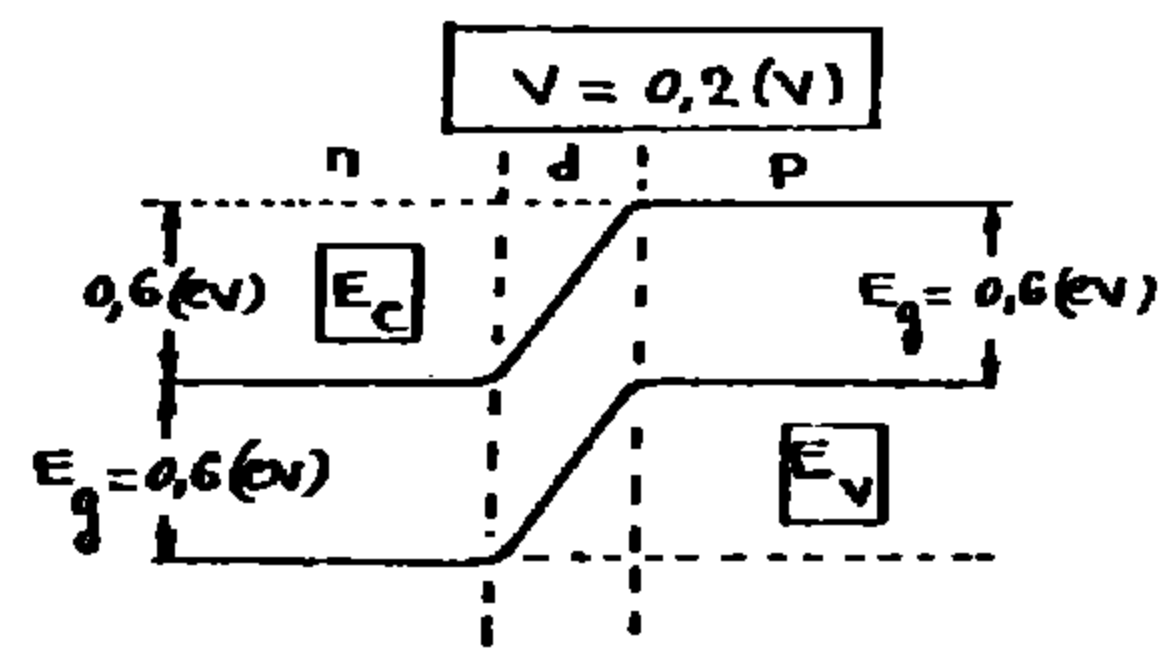 V = 0,2 (V)
n d P
0,6 (eV) E_C E_g = 0,6 (eV)
E_g = 0,6 (eV) E_V